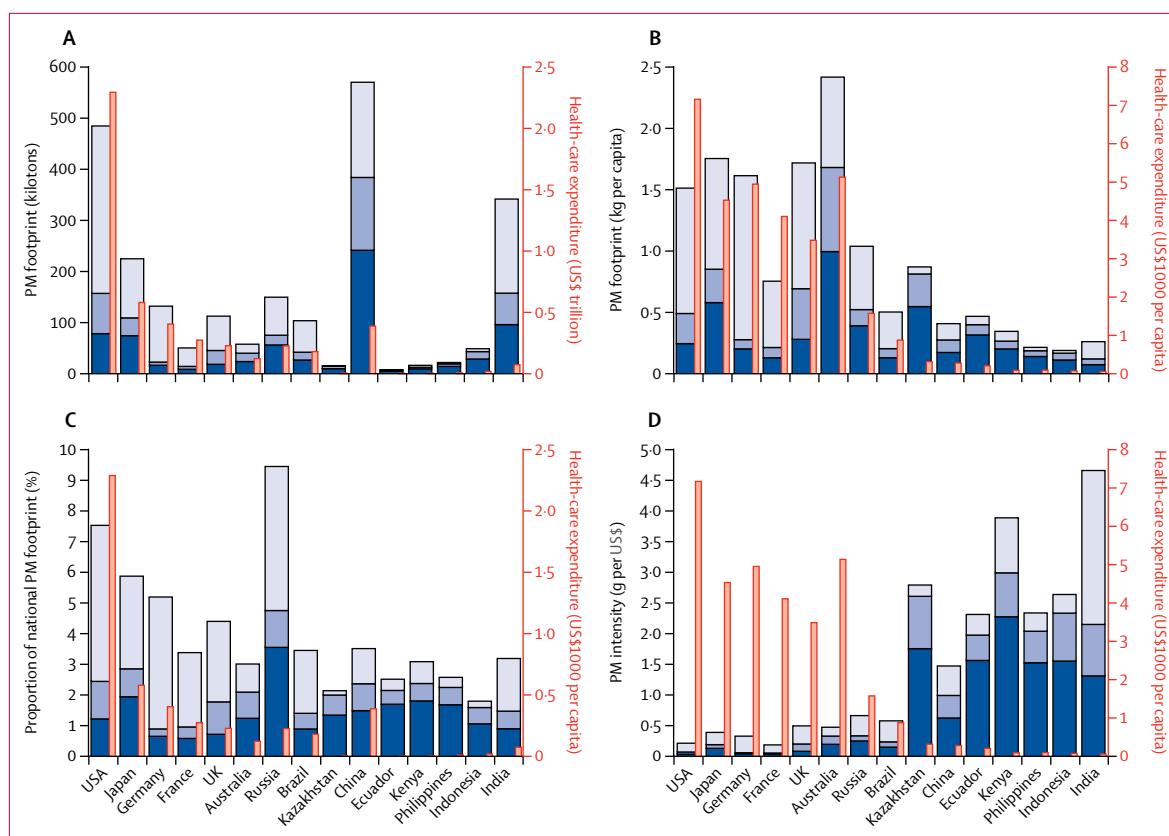 A
PM footprint (kilotons)
600
500
400
300
200
100
0
2·5
2·0
1·5
1·0
0·5
0
Health-care expenditure (US$ trillion)
B
PM footprint (kg per capita)
2·5
2·0
1·5
1·0
0·5
0
8
7
6
5
4
3
2
1
0
Health-care expenditure (US$1000 per capita)
C
Proportion of national PM footprint (%)
10
9
8
7
6
5
4
3
2
1
0
2·5
2·0
1·5
1·0
0·5
0
Health-care expenditure (US$1000 per capita)
USA
Japan
Germany
France
UK
Australia
Russia
Brazil
Kazakhstan
China
Ecuador
Kenya
Philippines
Indonesia
India
D
PM intensity (g per US$)
5·0
4·5
4·0
3·5
3·0
2·5
2·0
1·5
1·0
0·5
0
8
7
6
5
4
3
2
1
0
Health-care expenditure (US$1000 per capita)
USA
Japan
Germany
France
UK
Australia
Russia
Brazil
Kazakhstan
China
Ecuador
Kenya
Philippines
Indonesia
India